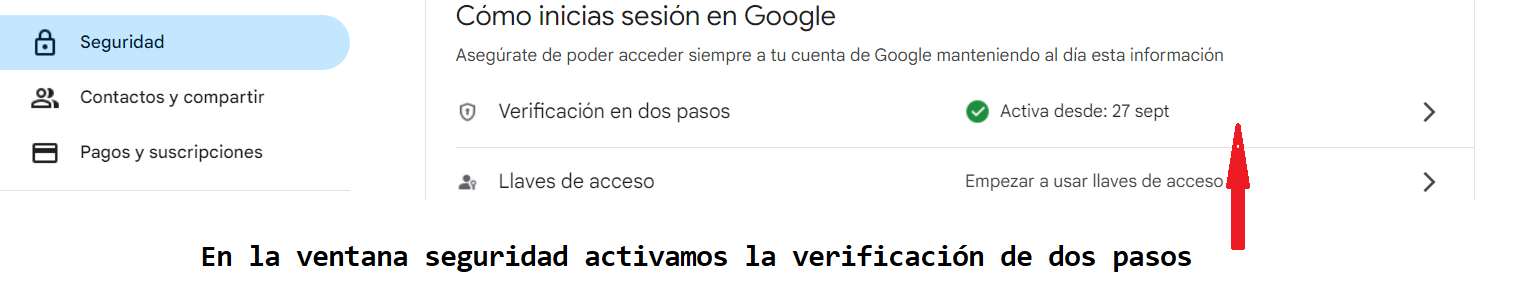 Seguridad
Contactos y compartir
Pagos y suscripciones
Cómo inicias sesión en Google
Asegúrate de poder acceder siempre a tu cuenta de Google manteniendo al día esta información
Verificación en dos pasos Activa desde: 27 sept
Llaves de acceso Empezar a usar llaves de acceso
En la ventana seguridad activamos la verificación de dos pasos